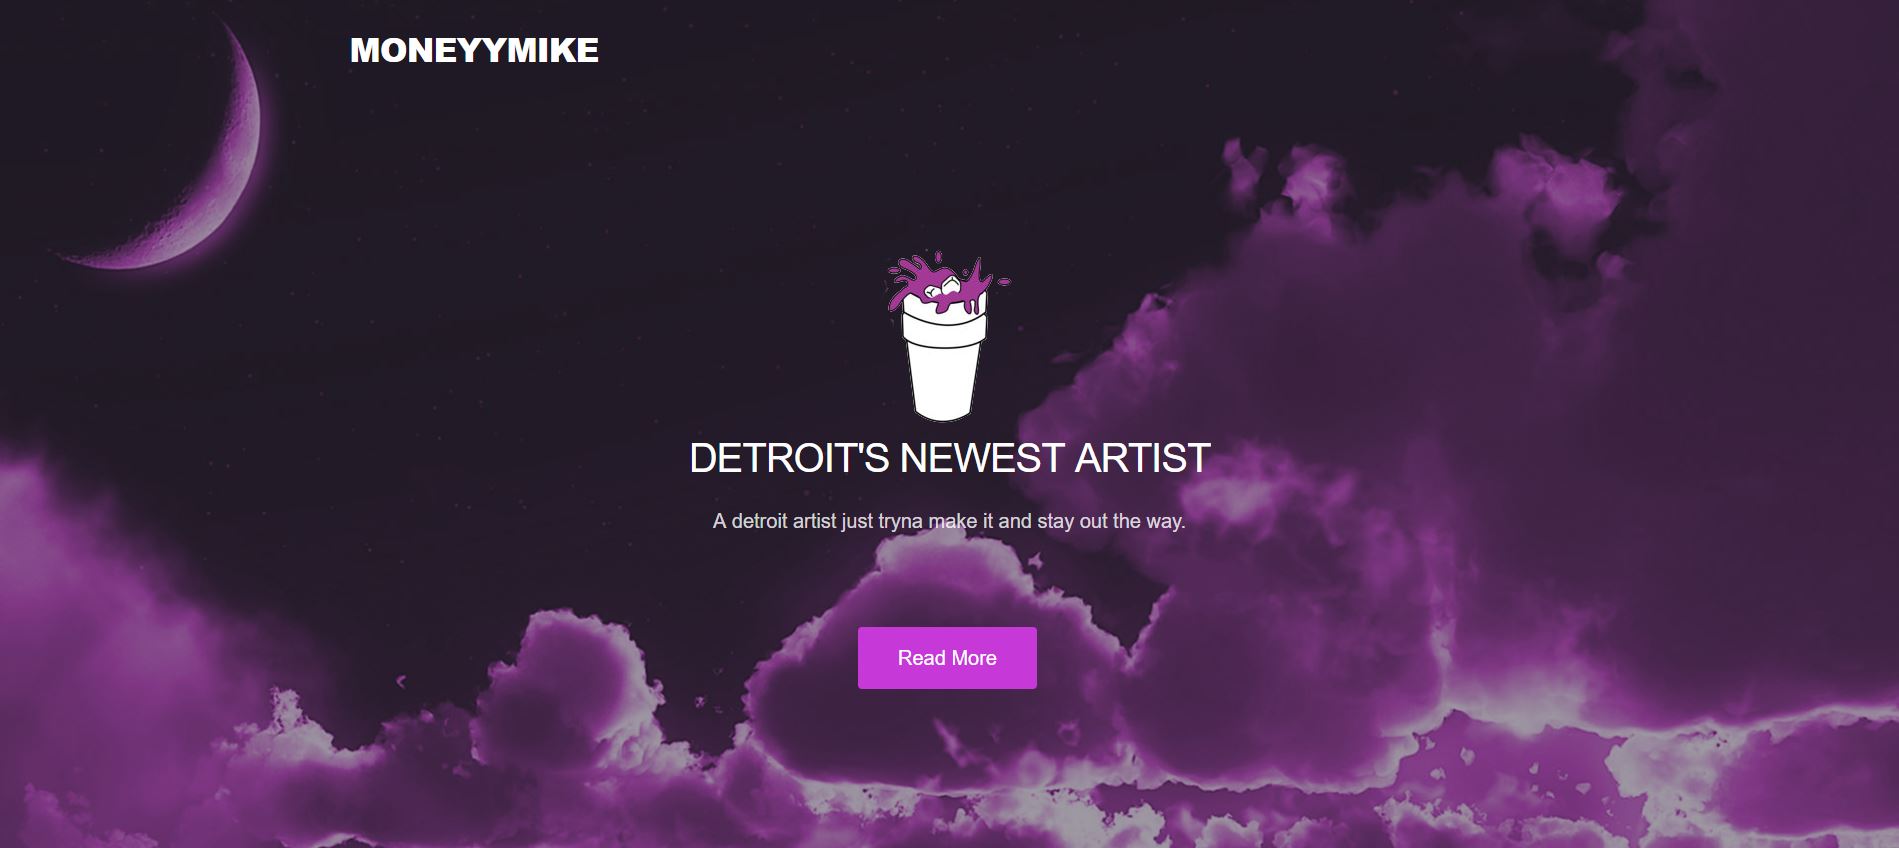 MONEYYMIKE
DETROIT'S NEWEST ARTIST
A detroit artist just tryna make it and stay out the way.
Read More